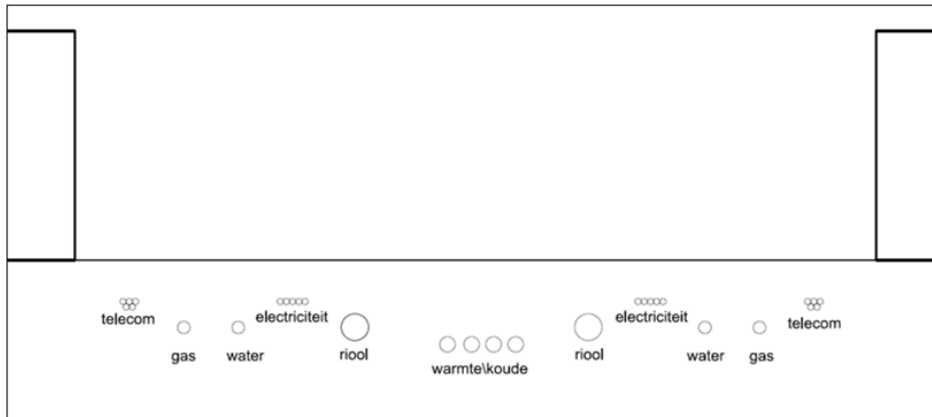 telecom
gas
water
electriciteit
riool
warmte\koude
riool
electriciteit
water
gas
telecom